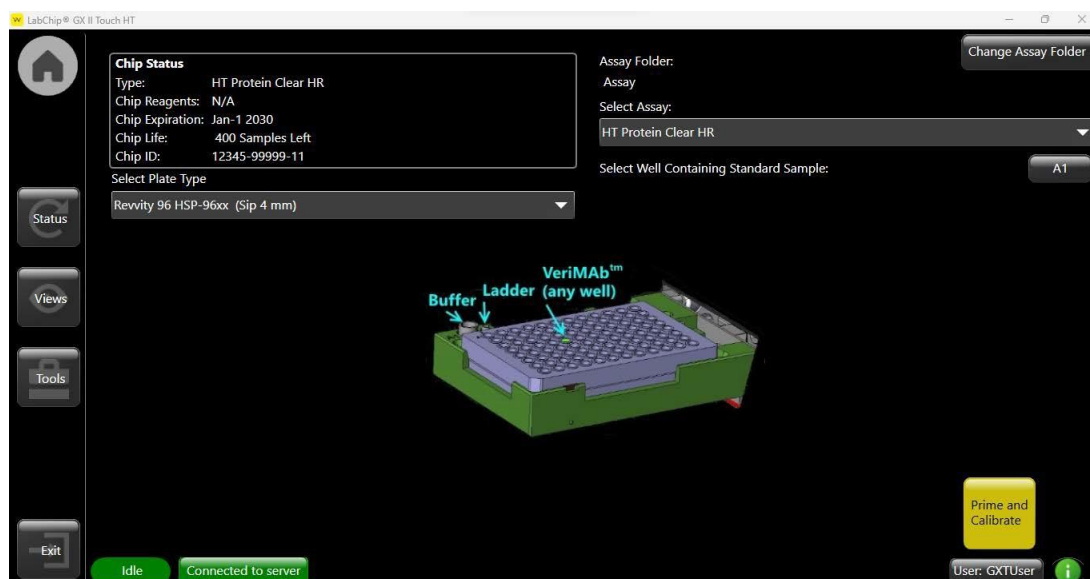 W LabChip® GX II Touch HT
Chip Status
Type: HT Protein Clear HR
Chip Reagents: N/A
Chip Expiration: Jan-1 2030
Chip Life: 400 Samples Left
Chip ID: 12345-99999-11
Select Plate Type
Revvity 96 HSP-96xx (Sip 4 mm)
Assay Folder:
Assay
Change Assay Folder
Select Assay:
HT Protein Clear HR
Select Well Containing Standard Sample:
A1
Status
Views
Tools
Exit
Buffer
Ladder
VeriMAb™
(any well)
Prime and
Calibrate
Idle
Connected to server
User: GXTUser
i